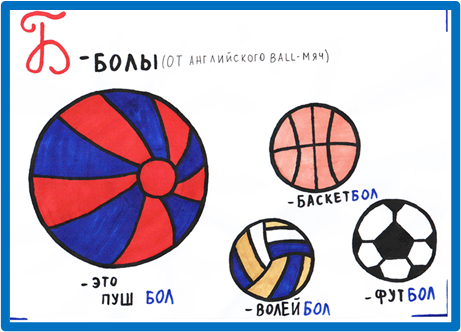 Б-БОЛЫ (ОТ АНГЛИЙСКОГО BALL-МЯЧ)
-БАСКЕТБОЛ
-ЭТО
ПУШ БОЛ
-ВОЛЕЙБОЛ
-ФУТБОЛ